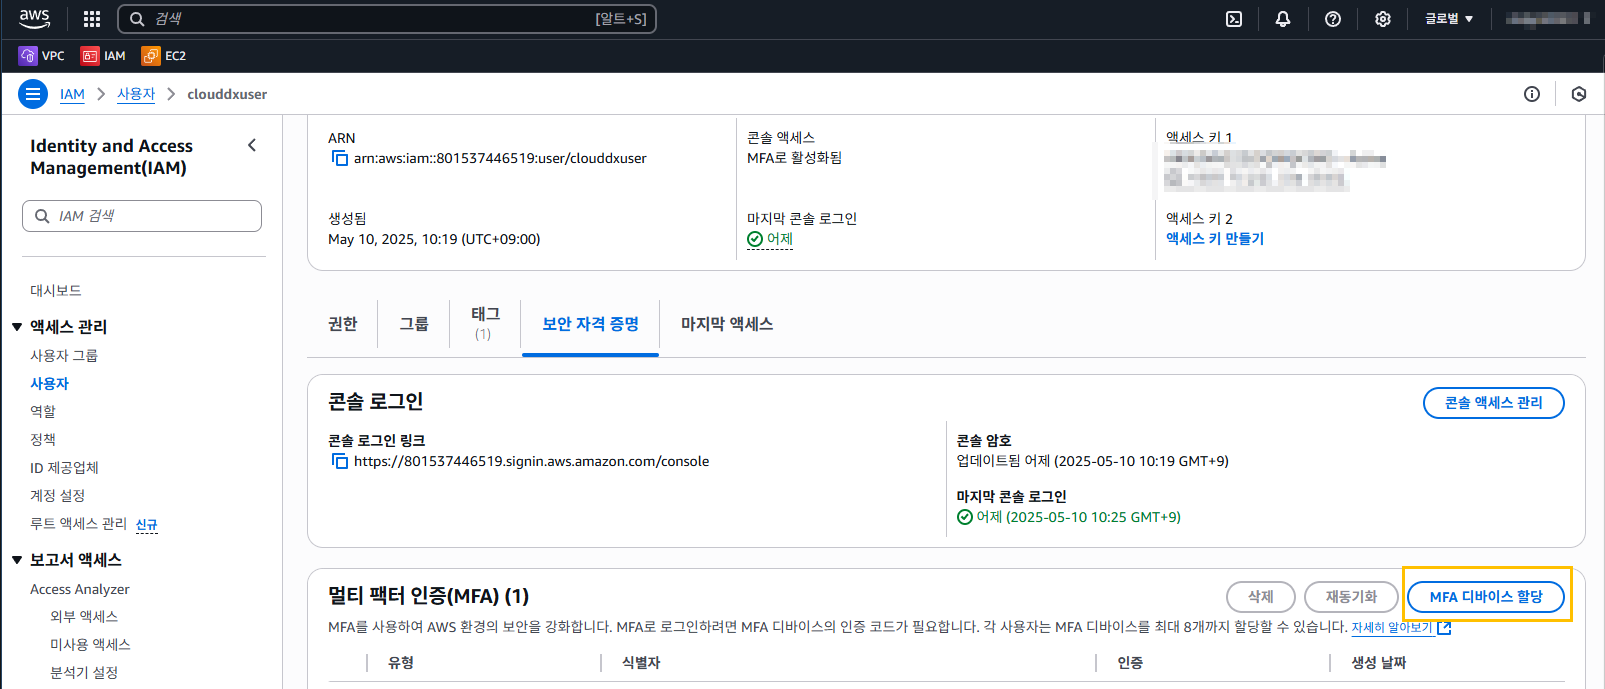 aws
검색 [알트+S]
글로벌
VPC IAM EC2
IAM 사용자 clouddxuser
Identity and Access
Management(IAM)
IAM 검색
대시보드
액세스 관리
사용자 그룹
사용자
역할
정책
ID 제공업체
계정 설정
루트 액세스 관리 신규
보고서 액세스
Access Analyzer
외부 액세스
미사용 액세스
분석기 설정
ARN
arn:aws:iam::801537446519:user/clouddxuser
콘솔 액세스
MFA로 활성화됨
액세스 키 1
생성됨
May 10, 2025, 10:19 (UTC+09:00)
마지막 콘솔 로그인
어제
액세스 키 2
액세스 키 만들기
권한
그룹
태그
(1)
보안 자격 증명
마지막 액세스
콘솔 로그인
콘솔 액세스 관리
콘솔 로그인 링크
https://801537446519.signin.aws.amazon.com/console
콘솔 암호
업데이트됨 어제 (2025-05-10 10:19 GMT+9)
마지막 콘솔 로그인
어제 (2025-05-10 10:25 GMT+9)
멀티 팩터 인증(MFA) (1)
삭제
재동기화
MFA 디바이스 할당
MFA를 사용하여 AWS 환경의 보안을 강화합니다. MFA로 로그인하려면 MFA 디바이스의 인증 코드가 필요합니다. 각 사용자는 MFA 디바이스를 최대 8개까지 할당할 수 있습니다. 자세히 알아보기
유형 식별자 인증 생성 날짜